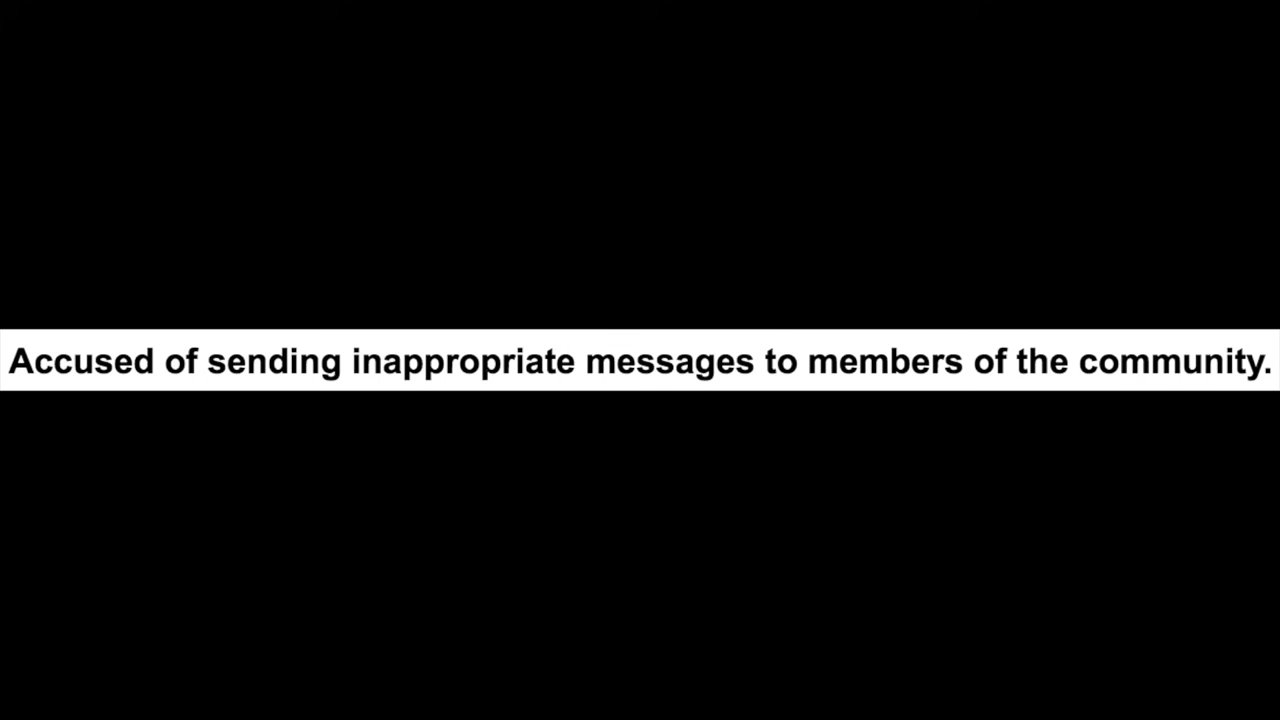 Accused of sending inappropriate messages to members of the community.